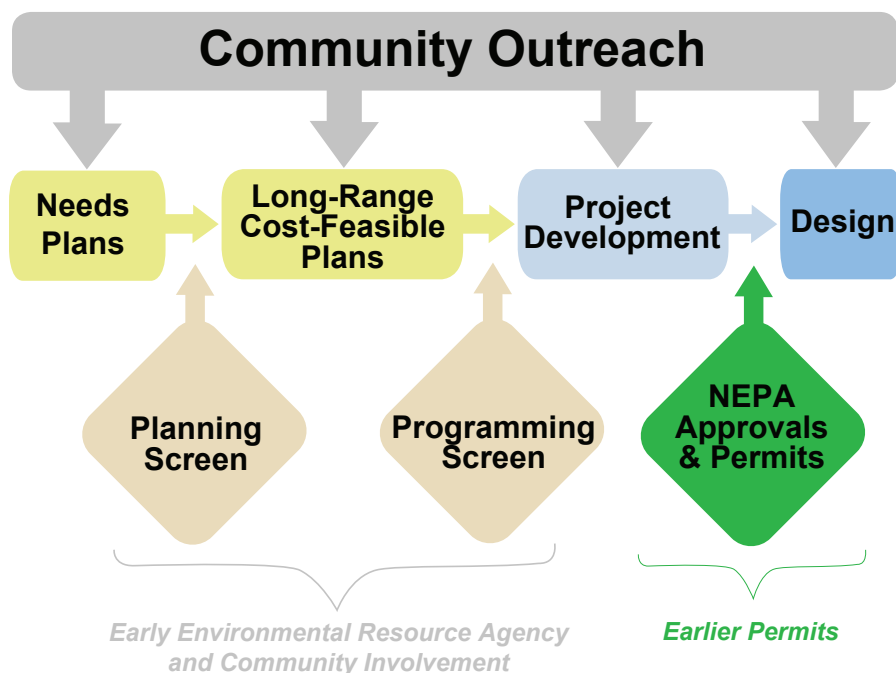 Community Outreach
Needs
Plans
Long-Range
Cost-Feasible
Plans
Project
Development
Design
Planning
Screen
Programming
Screen
NEPA
Approvals
& Permits
Early Environmental Resource Agency
and Community Involvement
Earlier Permits